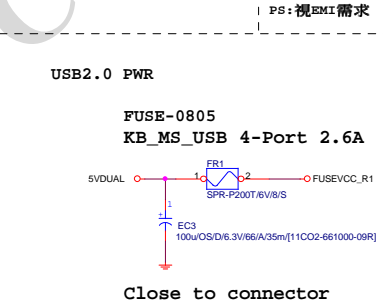 PS:視EMI需求
USB2.0 PWR
FUSE-0805
KB_MS_USB 4-Port 2.6A
FR1
5VDUAL
1
2
FUSEVCC_R1
SPR-P200T/6V/8/S
1
+
EC3
100u/OS/D/6.3V/66/A/35m/[11CO2-661000-09R]
Close to connector